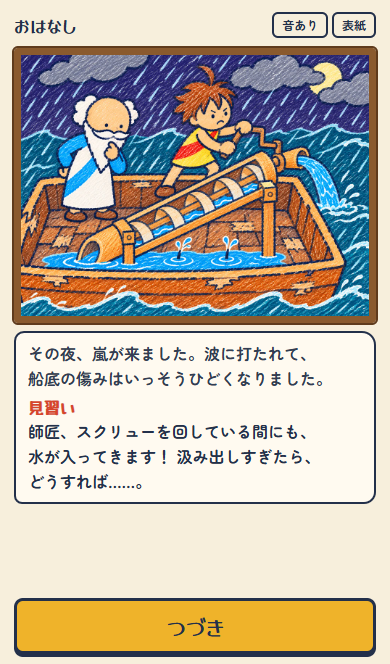 おはなし
音あり
表紙
その夜、嵐が来ました。波に打たれて、
船底の傷みはいっそうひどくなりました。
見習い
師匠、スクリューを回している間にも、
水が入ってきます！ 汲み出しすぎたら、
どうすれば……。
つづき